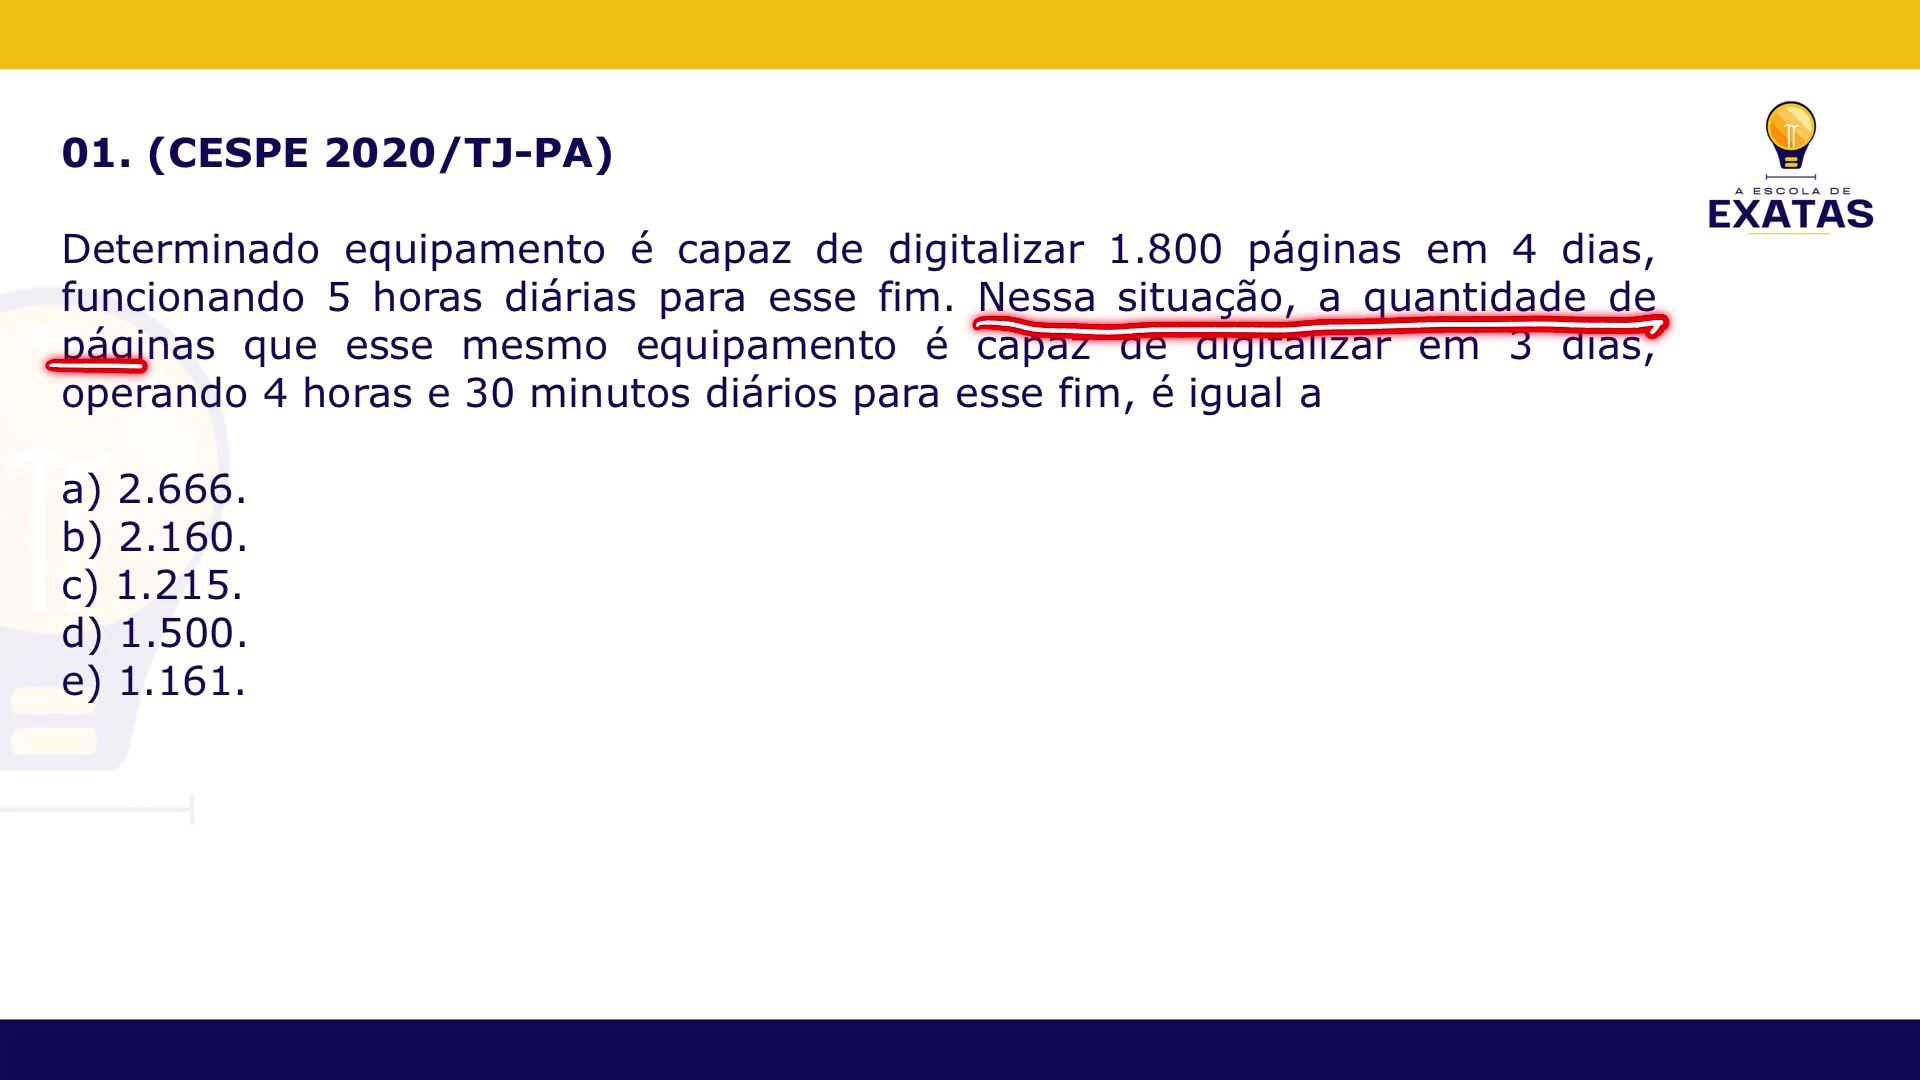 01. (CESPE 2020/TJ-PA)
A ESCOLA DE
EXATAS
Determinado equipamento é capaz de digitalizar 1.800 páginas em 4 dias,
funcionando 5 horas diárias para esse fim. Nessa situação, a quantidade de
páginas que esse mesmo equipamento é capaz de digitalizar em 3 dias,
operando 4 horas e 30 minutos diários para esse fim, é igual a
a) 2.666.
b) 2.160.
c) 1.215.
d) 1.500.
e) 1.161.